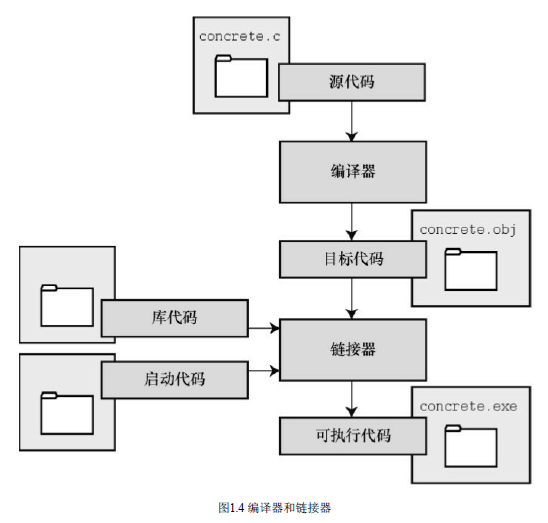 concrete.c
源代码
编译器
concrete.obj
目标代码
库代码
链接器
启动代码
concrete.exe
可执行代码
图1.4 编译器和链接器